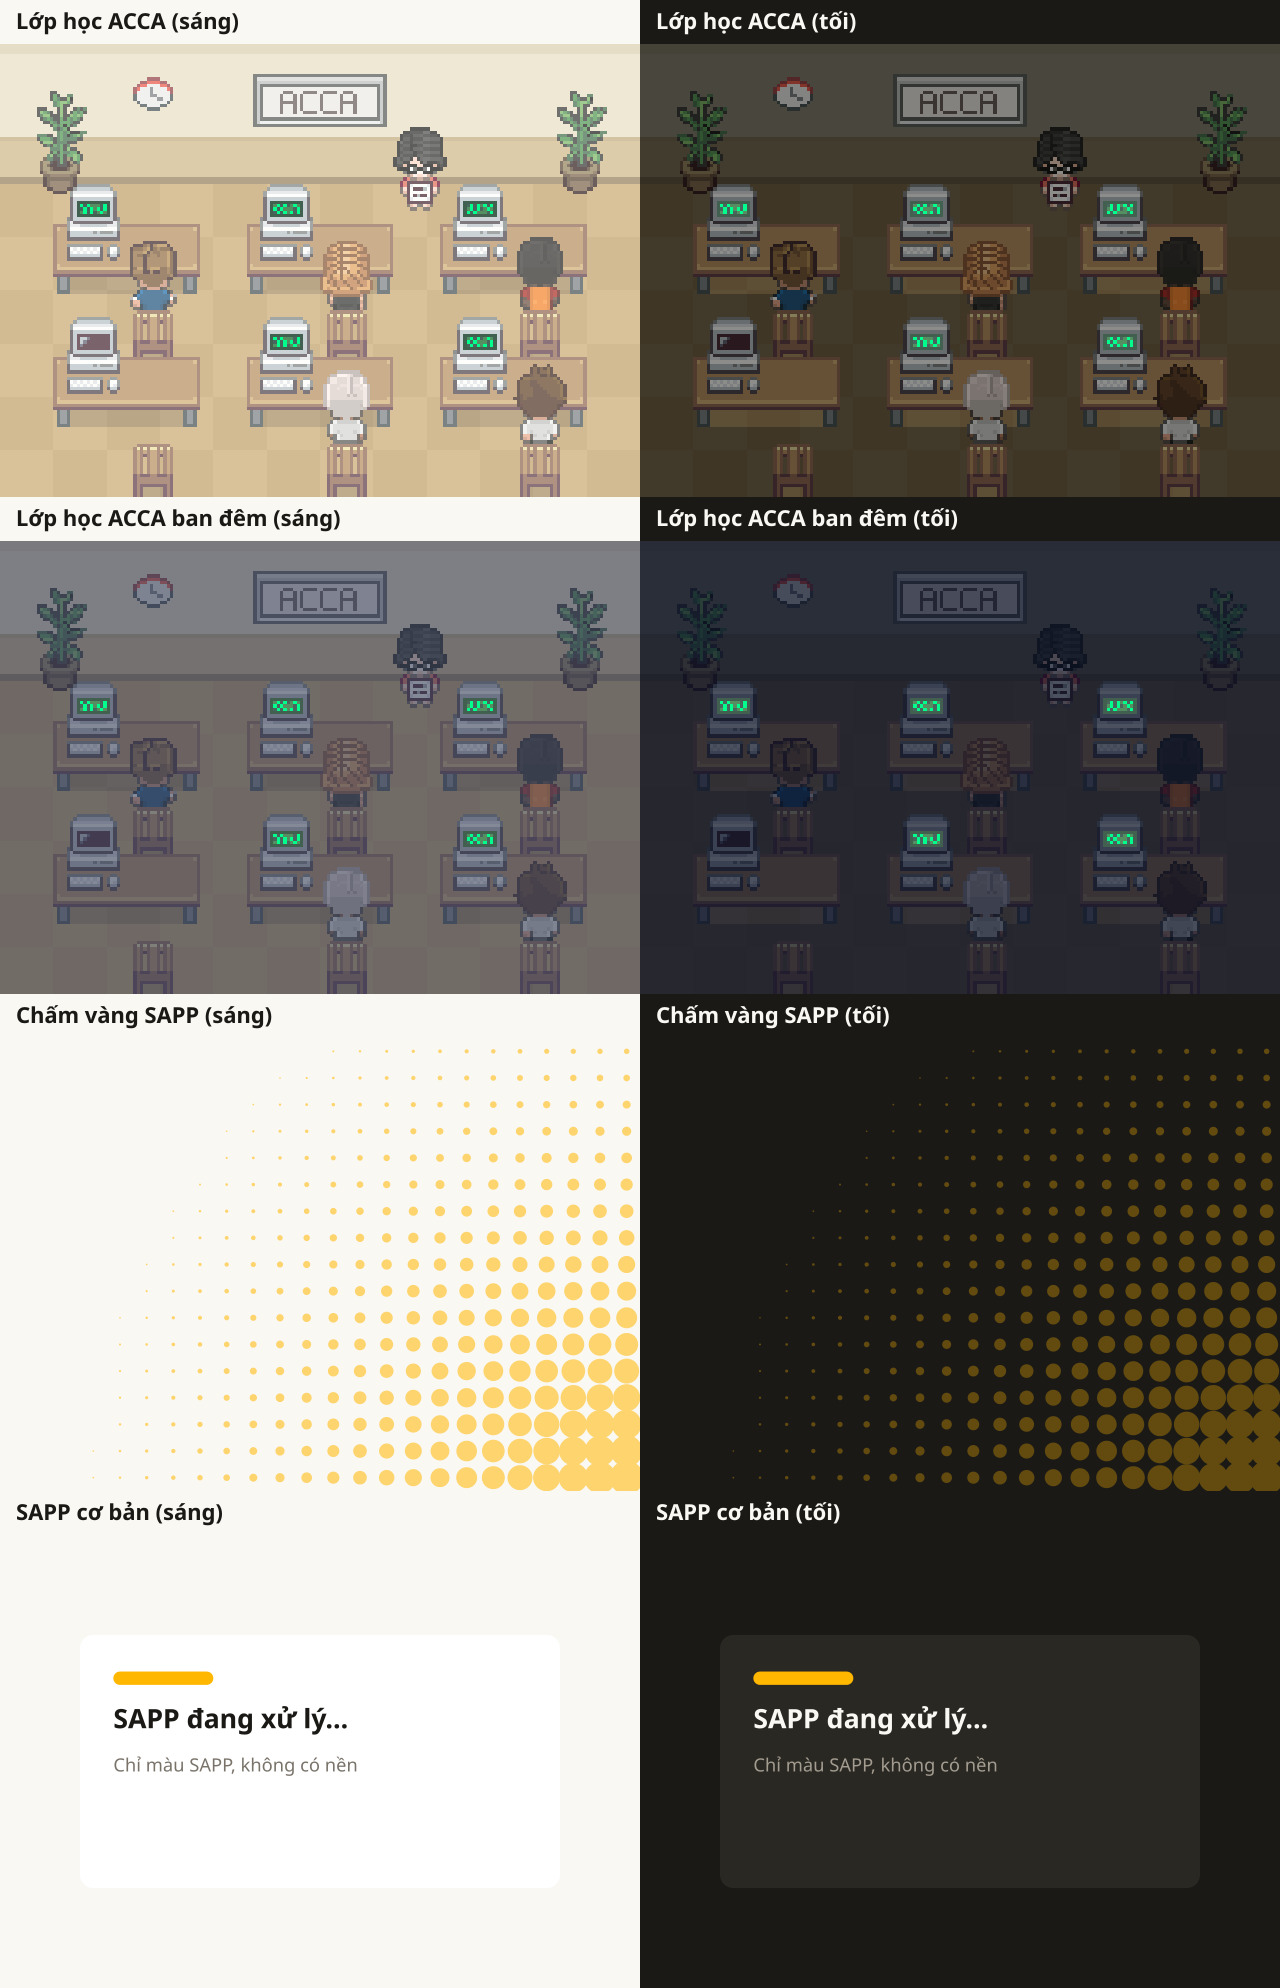 Lớp học ACCA (sáng)
Lớp học ACCA (tối)
ACCA
ACCA
Lớp học ACCA ban đêm (sáng)
Lớp học ACCA ban đêm (tối)
ACCA
ACCA
Chấm vàng SAPP (sáng)
Chấm vàng SAPP (tối)
SAPP cơ bản (sáng)
SAPP cơ bản (tối)
SAPP đang xử lý...
Chỉ màu SAPP, không có nền
SAPP đang xử lý...
Chỉ màu SAPP, không có nền